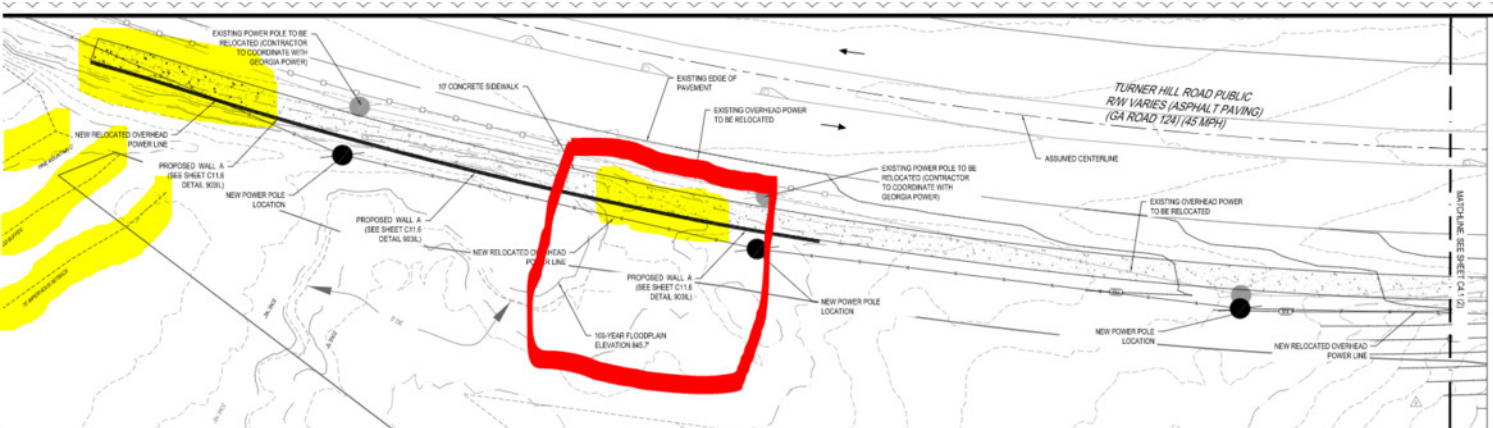 EXISTING POWER POLE TO BE
RELOCATED (CONTRACTOR
TO COORDINATE WITH
GEORGIA POWER)
10' CONCRETE SIDEWALK
EXISTING EDGE OF
PAVEMENT
EXISTING OVERHEAD POWER
TO BE RELOCATED
TURNER HILL ROAD PUBLIC
R/W VARIES (ASPHALT PAVING)
(GA ROAD 124) (45 MPH)
ASSUMED CENTERLINE
NEW RELOCATED OVERHEAD
POWER LINE
PROPOSED WALL A
(SEE SHEET C11.6
DETAIL 903IL)
NEW POWER POLE
LOCATION
PROPOSED WALL A
(SEE SHEET C11.6
DETAIL 903IL)
EXISTING POWER POLE TO BE
RELOCATED (CONTRACTOR
TO COORDINATE WITH
GEORGIA POWER)
EXISTING OVERHEAD POWER
TO BE RELOCATED
NEW RELOCATED OVERHEAD
POWER LINE
PROPOSED WALL A
(SEE SHEET C11.6
DETAIL 903IL)
NEW POWER POLE
LOCATION
100-YEAR FLOODPLAIN
ELEVATION 845.7'
NEW POWER POLE
LOCATION
NEW RELOCATED OVERHEAD
POWER LINE
MATCHLINE, SEE SHEET C4.1 (2)